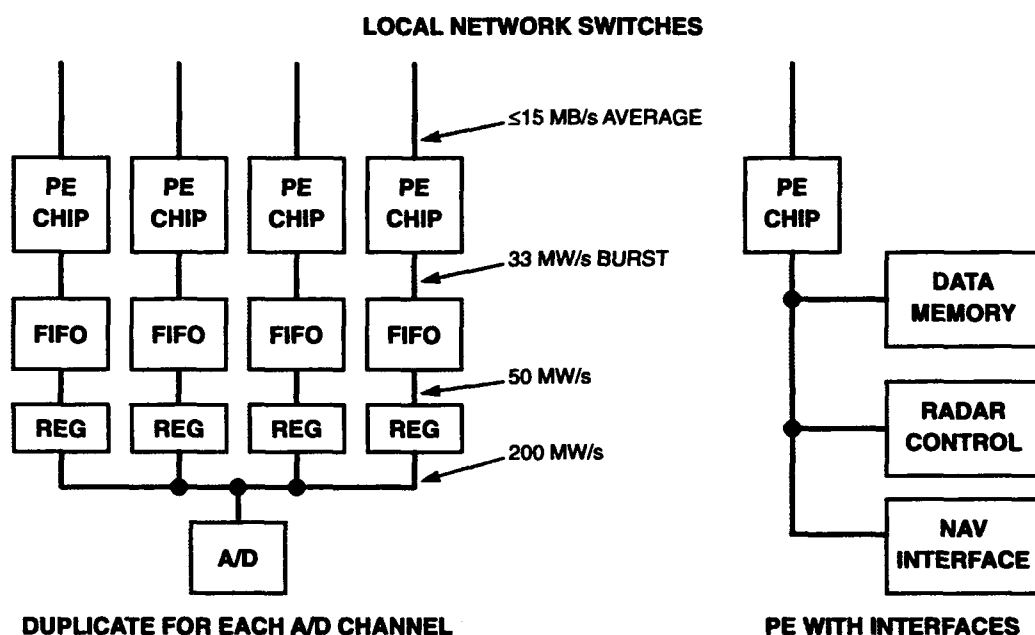 LOCAL NETWORK SWITCHES
≤15 MB/s AVERAGE
PE
CHIP
PE
CHIP
PE
CHIP
PE
CHIP
33 MW/s BURST
FIFO
FIFO
FIFO
FIFO
50 MW/s
REG
REG
REG
REG
200 MW/s
A/D
DUPLICATE FOR EACH A/D CHANNEL
PE
CHIP
DATA
MEMORY
RADAR
CONTROL
NAV
INTERFACE
PE WITH INTERFACES